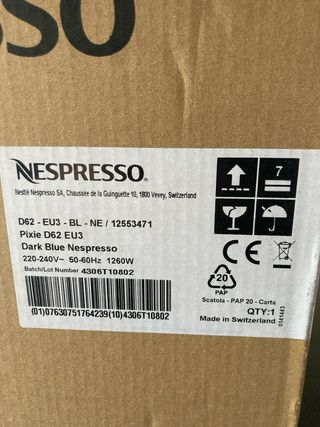 SSO
NESPRESSO®
Nestlé Nespresso SA, Chaussée de la Guinguette 10, 1800 Vevey, Switzerland
7
D62 - EU3 - BL - NE / 12553471
Pixie D62 EU3
Dark Blue Nespresso
220-240V~ 50-60Hz 1260W
Batch/Lot Number 4306T10802
CE
20
PAP
Scatola - PAP 20 - Carta
QTY:1
Made in Switzerland
0141443
(01)07630751764239(10)4306T10802